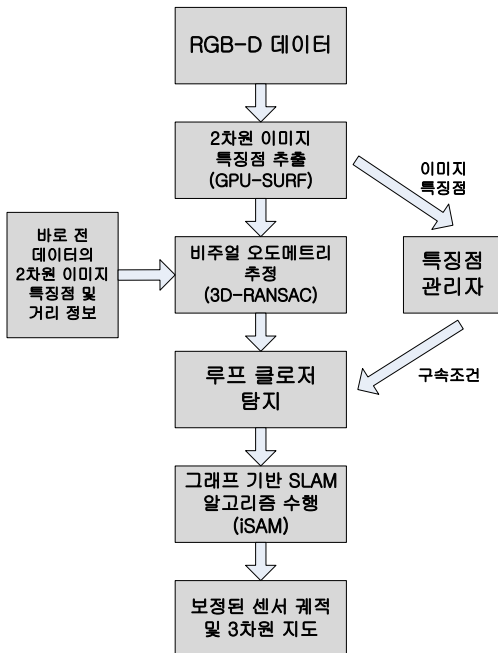 RGB-D 데이터
2차원 이미지
특징점 추출
(GPU-SURF)
이미지
특징점
바로 전
데이터의
2차원 이미지
특징점 및
거리 정보
비주얼 오도메트리
추정
(3D-RANSAC)
특징점
관리자
루프 클로저
탐지
구속조건
그래프 기반 SLAM
알고리즘 수행
(iSAM)
보정된 센서 궤적
및 3차원 지도